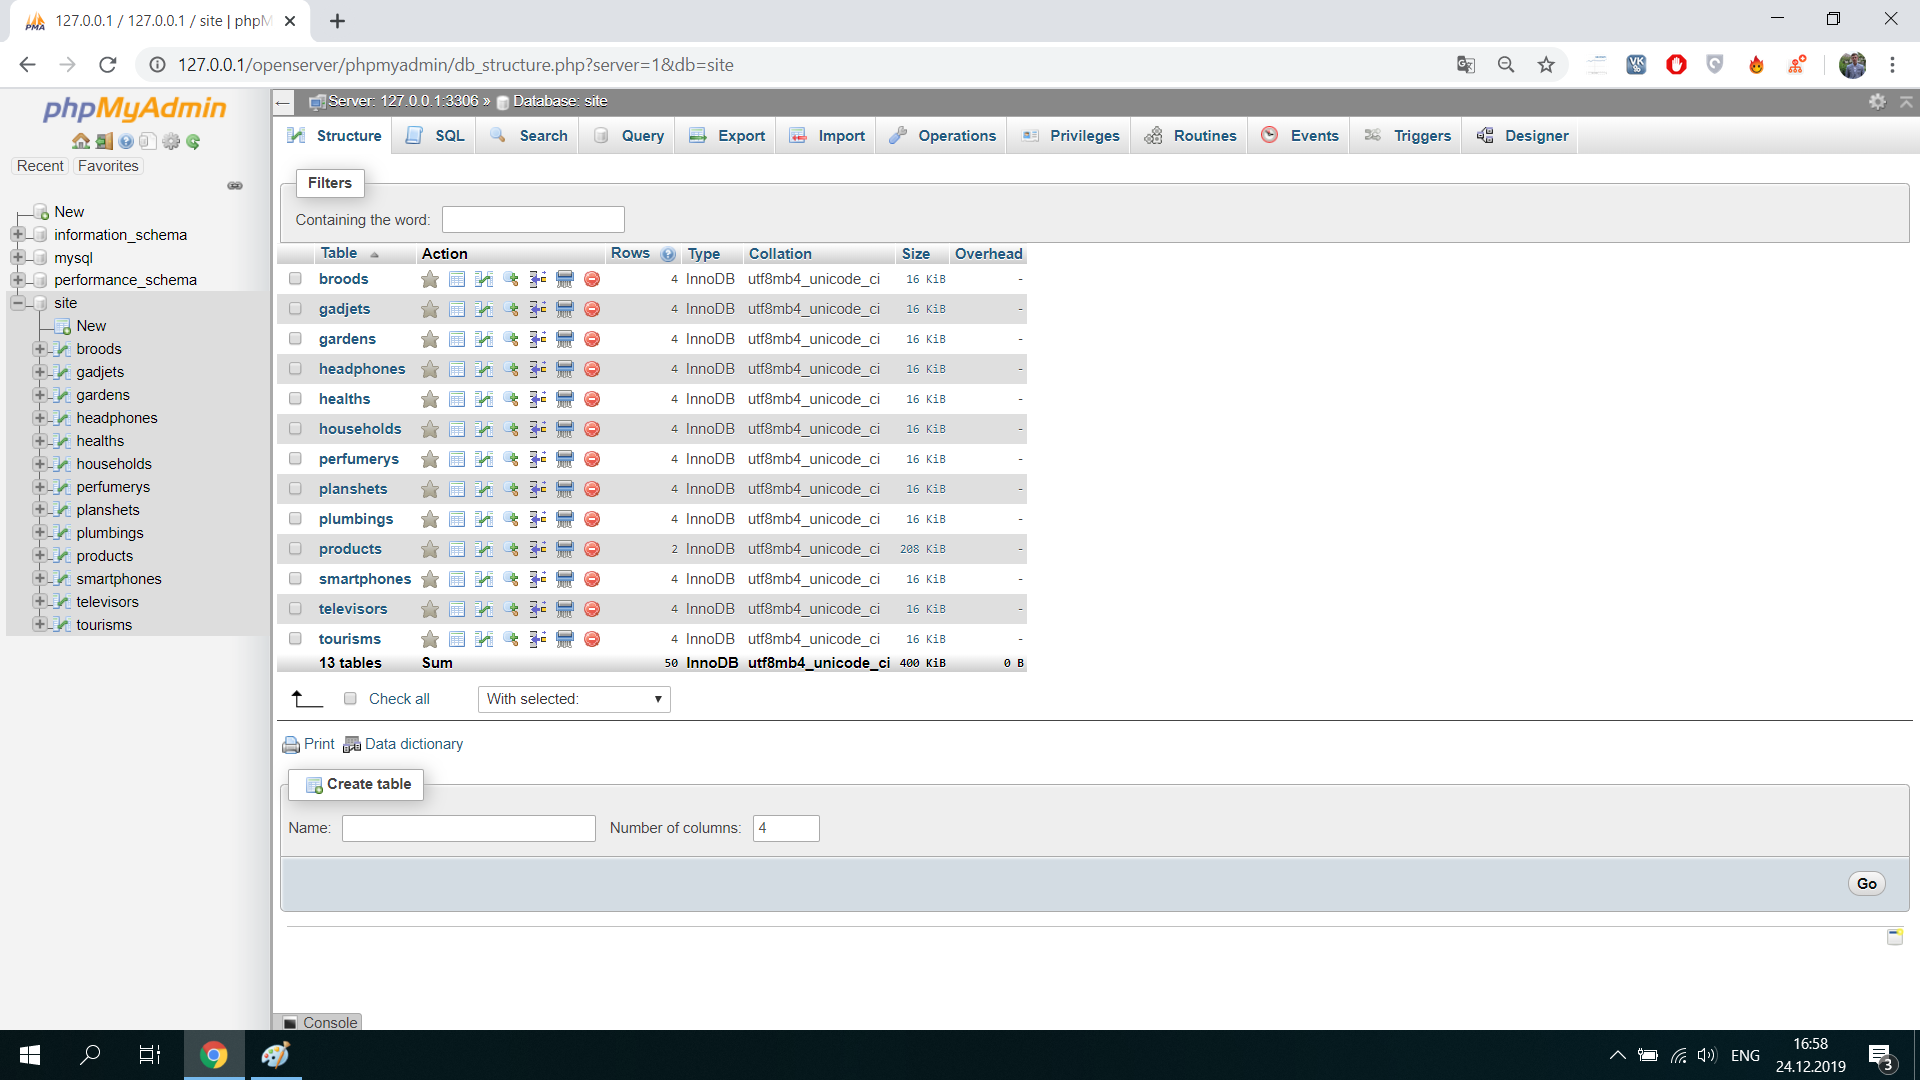 127.0.0.1 / 127.0.0.1 / site | phpM
127.0.0.1/openserver/phpmyadmin/db_structure.php?server=1&db=site
phpMyAdmin
Recent Favorites
New
information_schema
mysql
performance_schema
site
New
broods
gadjets
gardens
headphones
healths
households
perfumerys
planshets
plumbings
products
smartphones
televisors
tourisms
Server: 127.0.0.1:3306 » Database: site
Structure SQL Search Query Export Import Operations Privileges Routines Events Triggers Designer
Filters
Containing the word:
Table Action Rows Type Collation Size Overhead
broods 4 InnoDB utf8mb4_unicode_ci 16 KiB -
gadjets 4 InnoDB utf8mb4_unicode_ci 16 KiB -
gardens 4 InnoDB utf8mb4_unicode_ci 16 KiB -
headphones 4 InnoDB utf8mb4_unicode_ci 16 KiB -
healths 4 InnoDB utf8mb4_unicode_ci 16 KiB -
households 4 InnoDB utf8mb4_unicode_ci 16 KiB -
perfumerys 4 InnoDB utf8mb4_unicode_ci 16 KiB -
planshets 4 InnoDB utf8mb4_unicode_ci 16 KiB -
plumbings 4 InnoDB utf8mb4_unicode_ci 16 KiB -
products 2 InnoDB utf8mb4_unicode_ci 208 KiB -
smartphones 4 InnoDB utf8mb4_unicode_ci 16 KiB -
televisors 4 InnoDB utf8mb4_unicode_ci 16 KiB -
tourisms 4 InnoDB utf8mb4_unicode_ci 16 KiB -
13 tables Sum 50 InnoDB utf8mb4_unicode_ci 400 KiB 0 B
Check all With selected:
Print Data dictionary
Create table
Name: Number of columns: 4
Go
Console
ENG
16:58
24.12.2019
3